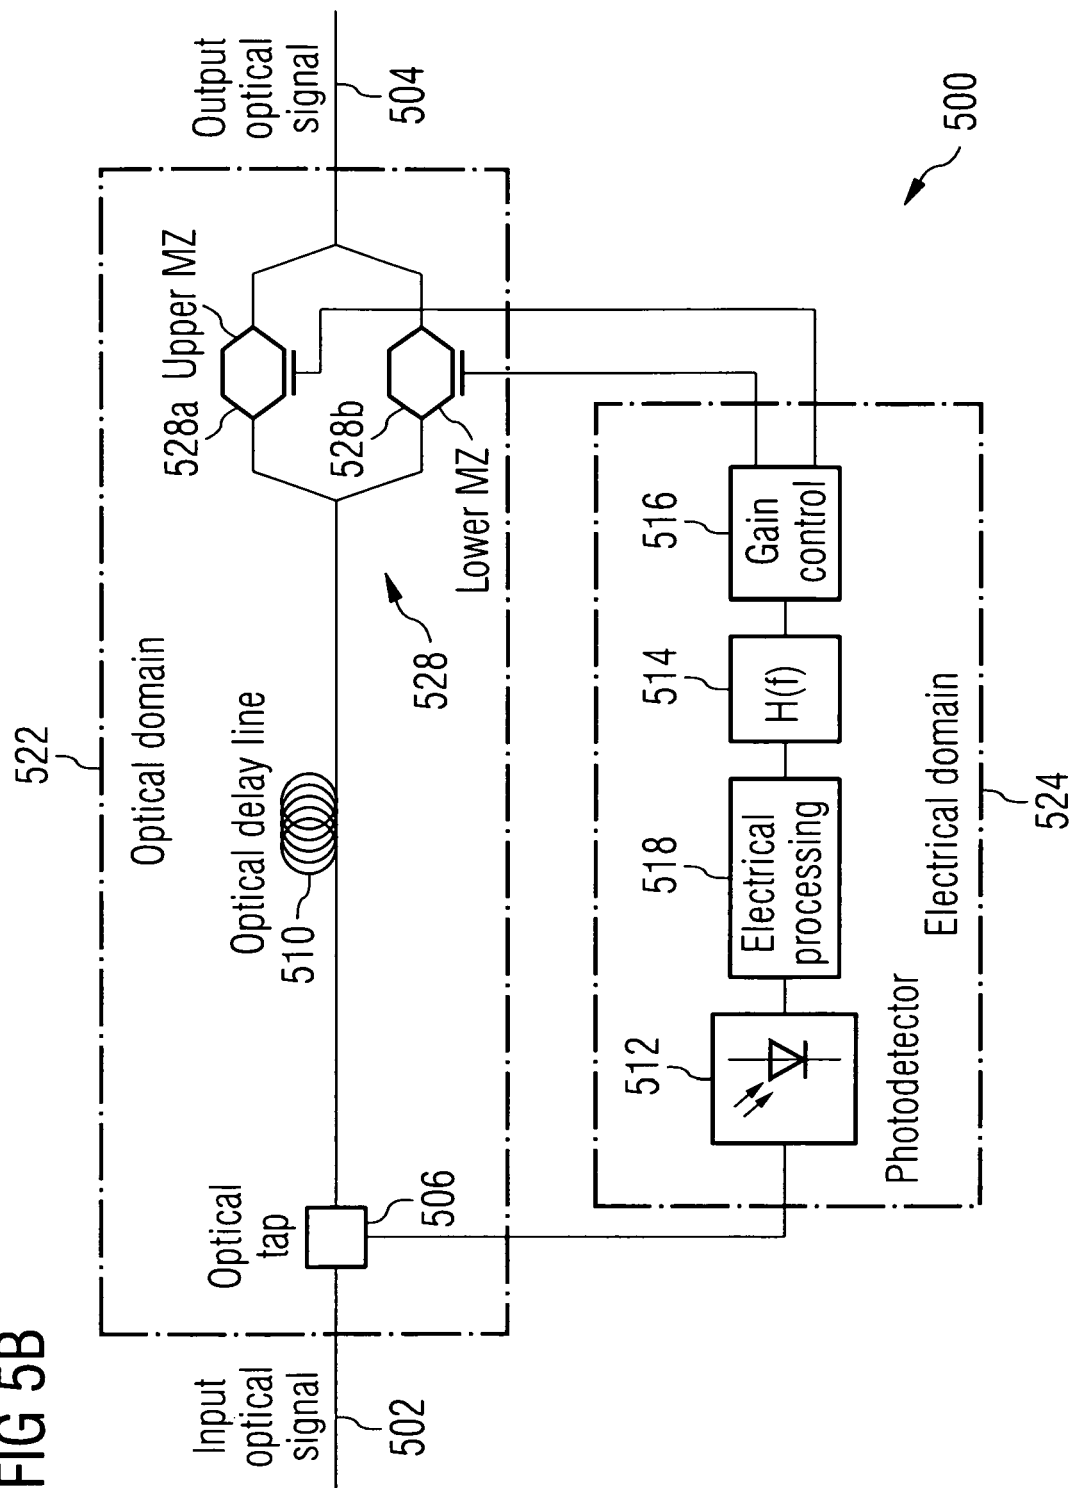 FIG 5B
Input
optical
signal
502
Output
optical
signal
504
522
Optical domain
Optical
tap
506
Optical delay line
510
528
528a
Upper MZ
528b
Lower MZ
500
512
Photodetector
518
Electrical
processing
514
H(f)
516
Gain
control
Electrical domain
524